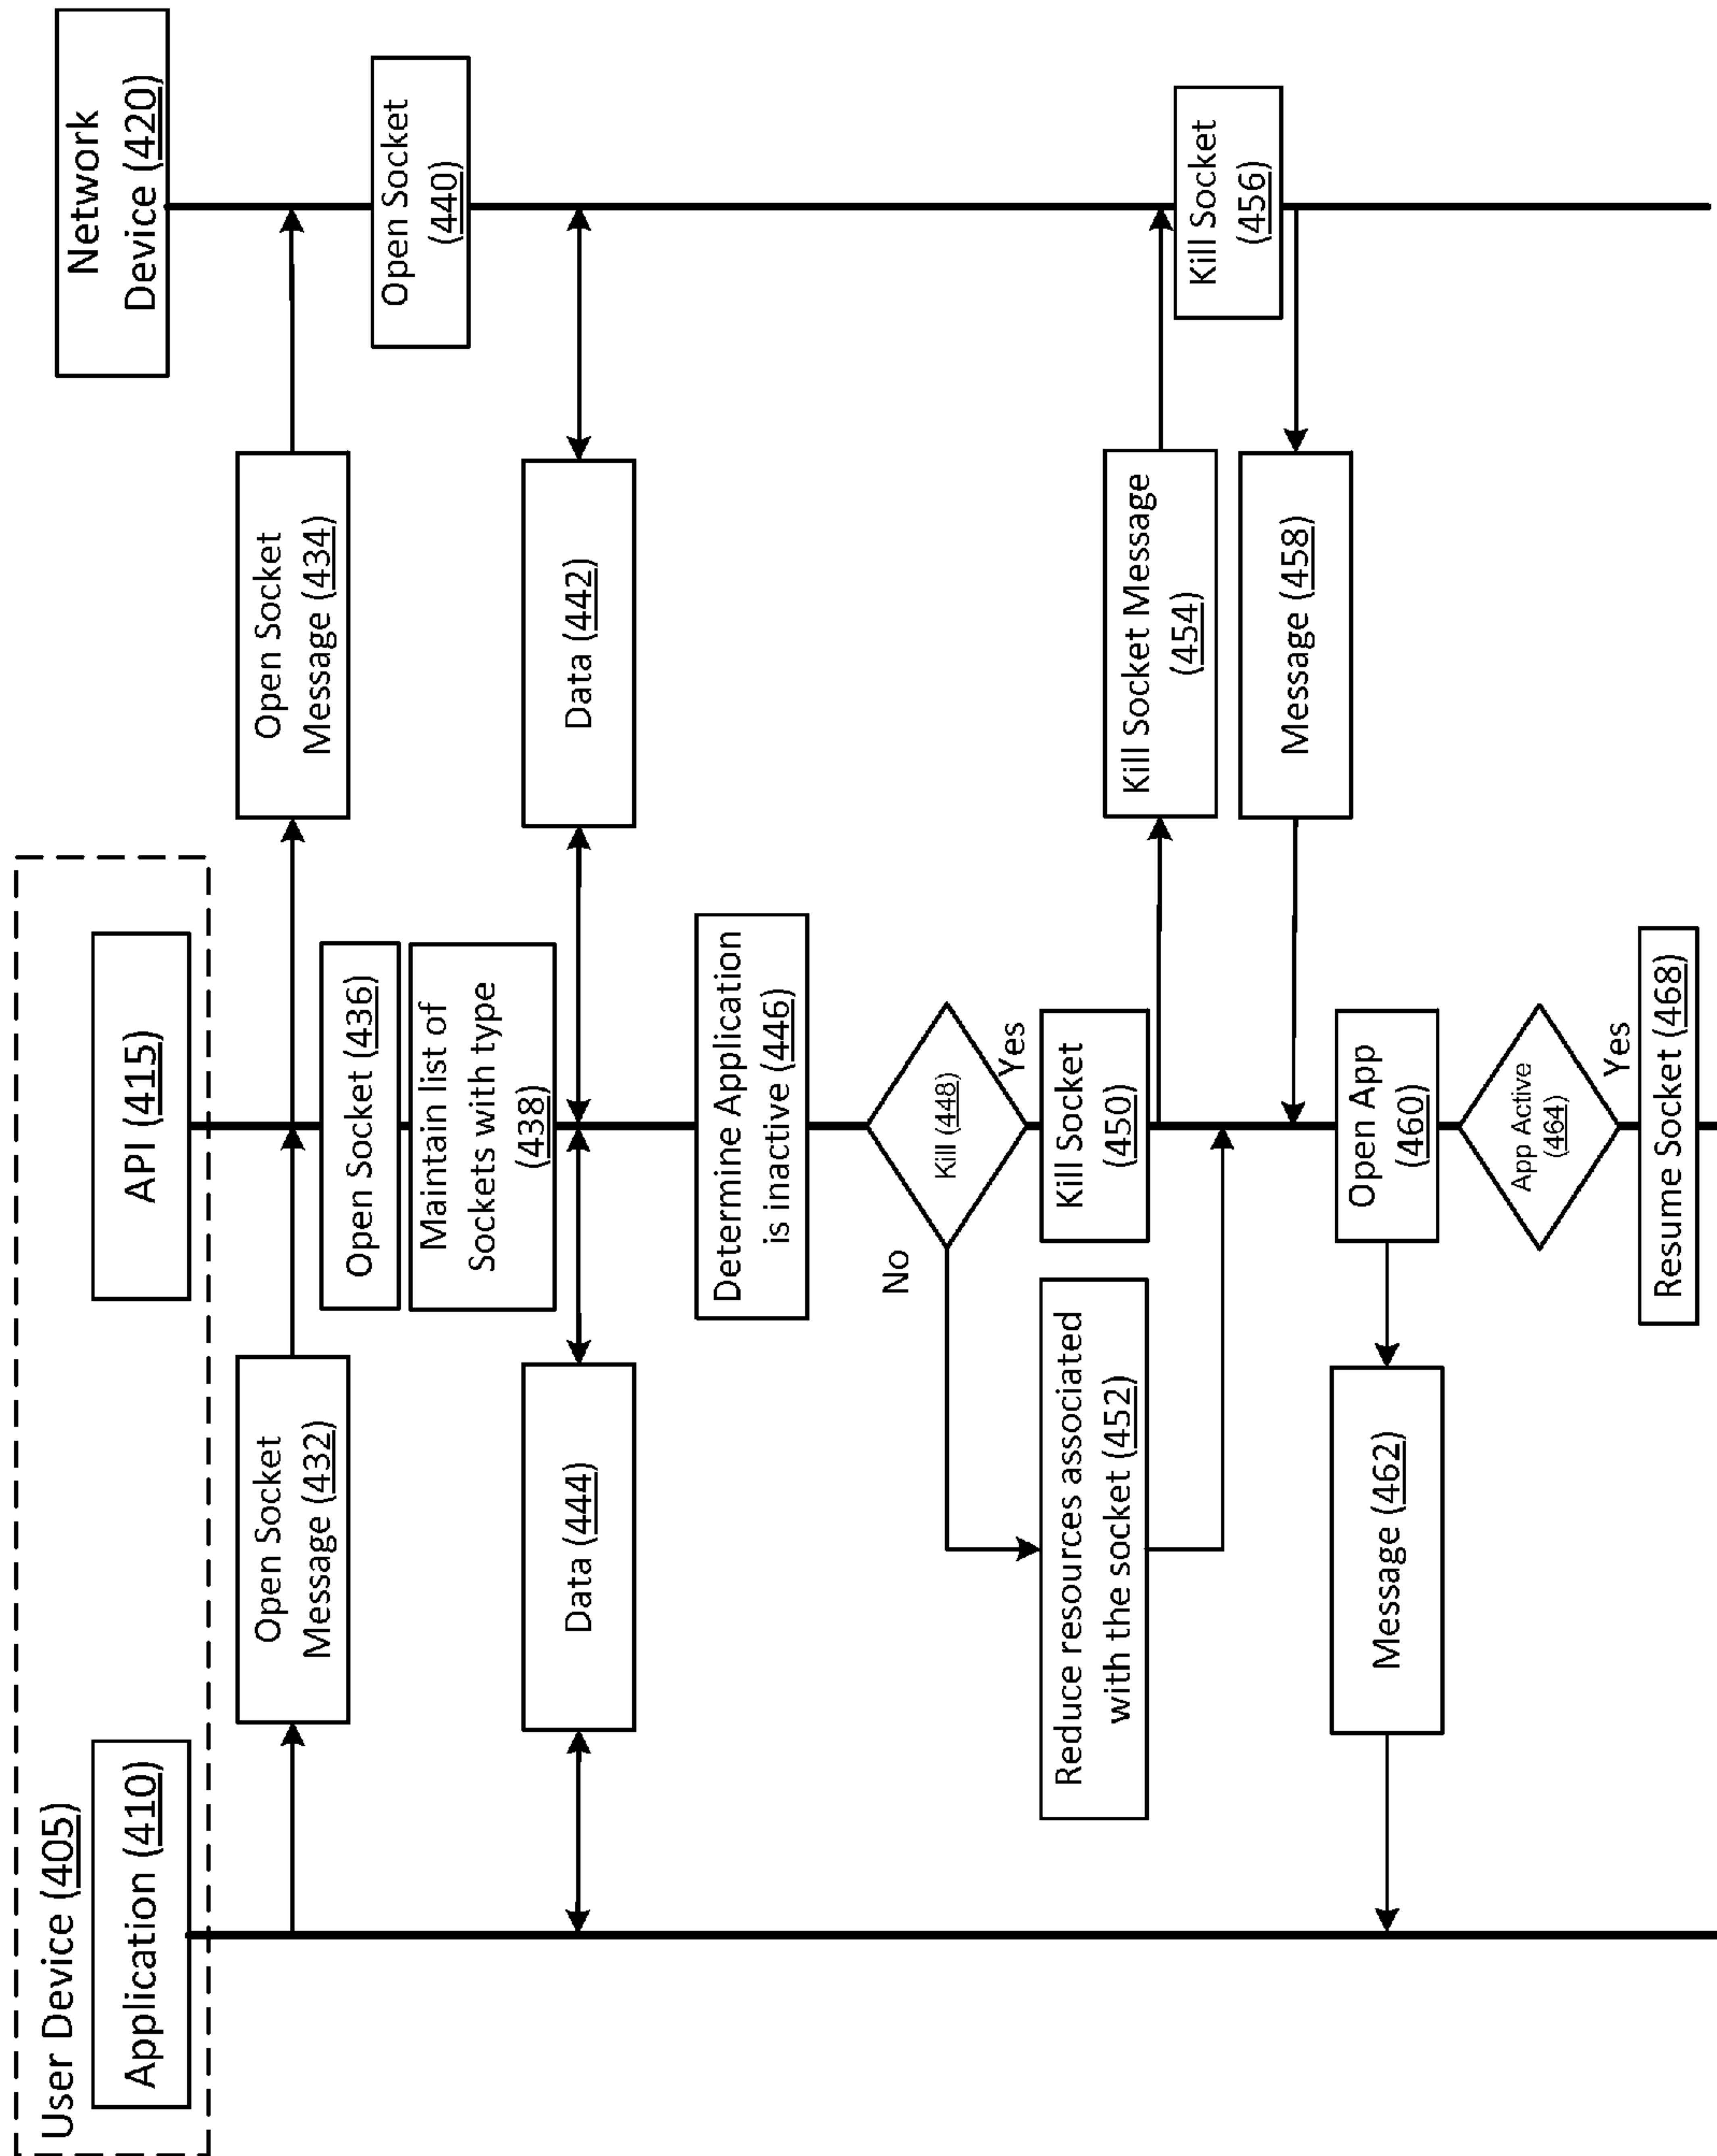 User Device (405)
Application (410)
API (415)
Network
Device (420)
Open Socket
Message (432)
Open Socket
Message (434)
Open Socket (436)
Maintain list of
Sockets with type
(438)
Open Socket
(440)
Data (444)
Data (442)
Determine Application
is inactive (446)
Kill (448)
No
Yes
Reduce resources associated
with the socket (452)
Kill Socket
(450)
Kill Socket Message
(454)
Kill Socket
(456)
Message (458)
Open App
(460)
Message (462)
App Active
(464)
Yes
Resume Socket (468)